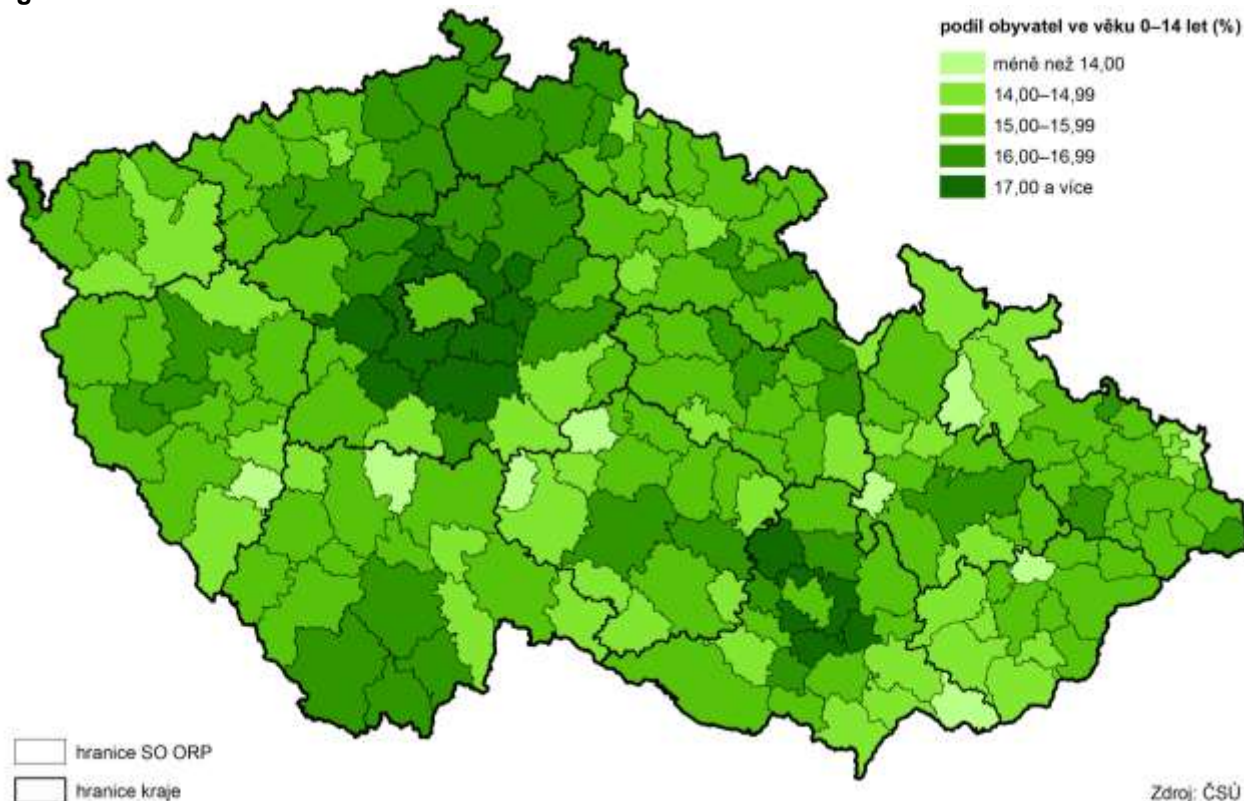 podíl obyvatel ve věku 0–14 let (%)
méně než 14,00
14,00–14,99
15,00–15,99
16,00–16,99
17,00 a více
hranice SO ORP
hranice kraje
Zdroj: ČSÚ